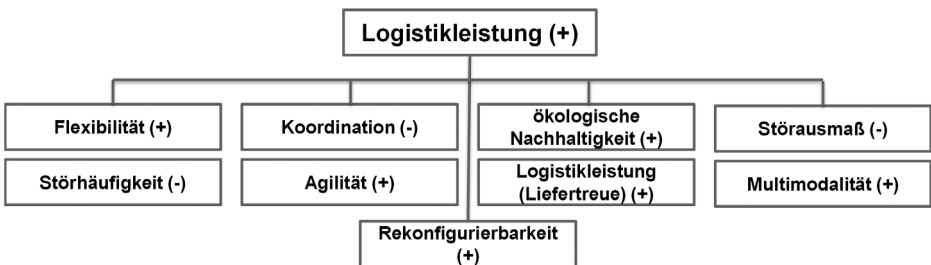 Logistikleistung (+)
Flexibilität (+)
Koordination (-)
ökologische
Nachhaltigkeit (+)
Störausmaß (-)
Störhäufigkeit (-)
Agilität (+)
Logistikleistung
(Liefertreue) (+)
Multimodalität (+)
Rekonfigurierbarkeit
(+)